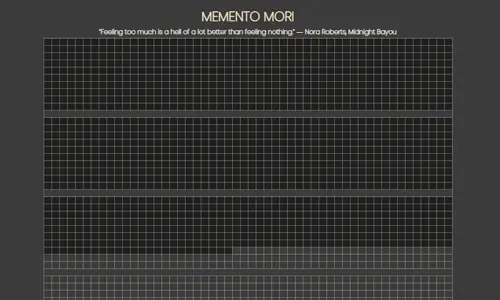 MEMENTO MORI
"Feeling too much is a hell of a lot better than feeling nothing." — Nora Roberts, Midnight Bayou